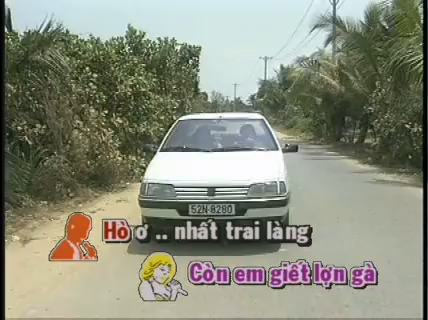 52N-8280
Hò ơ .. nhất trai làng
Còn em giết lợn gà